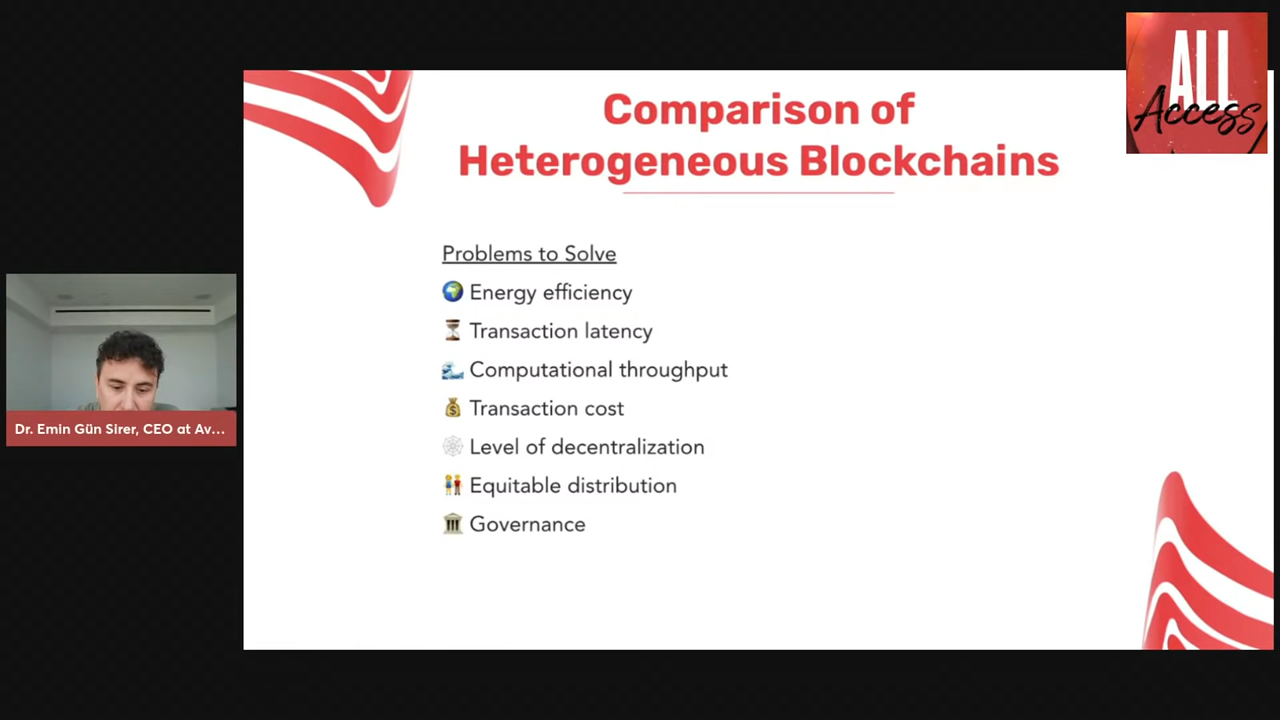 ALL
Access
Comparison of
Heterogeneous Blockchains
Problems to Solve
Energy efficiency
Transaction latency
Computational throughput
Transaction cost
Level of decentralization
Equitable distribution
Governance
Dr. Emin Gün Sirer, CEO at Av...